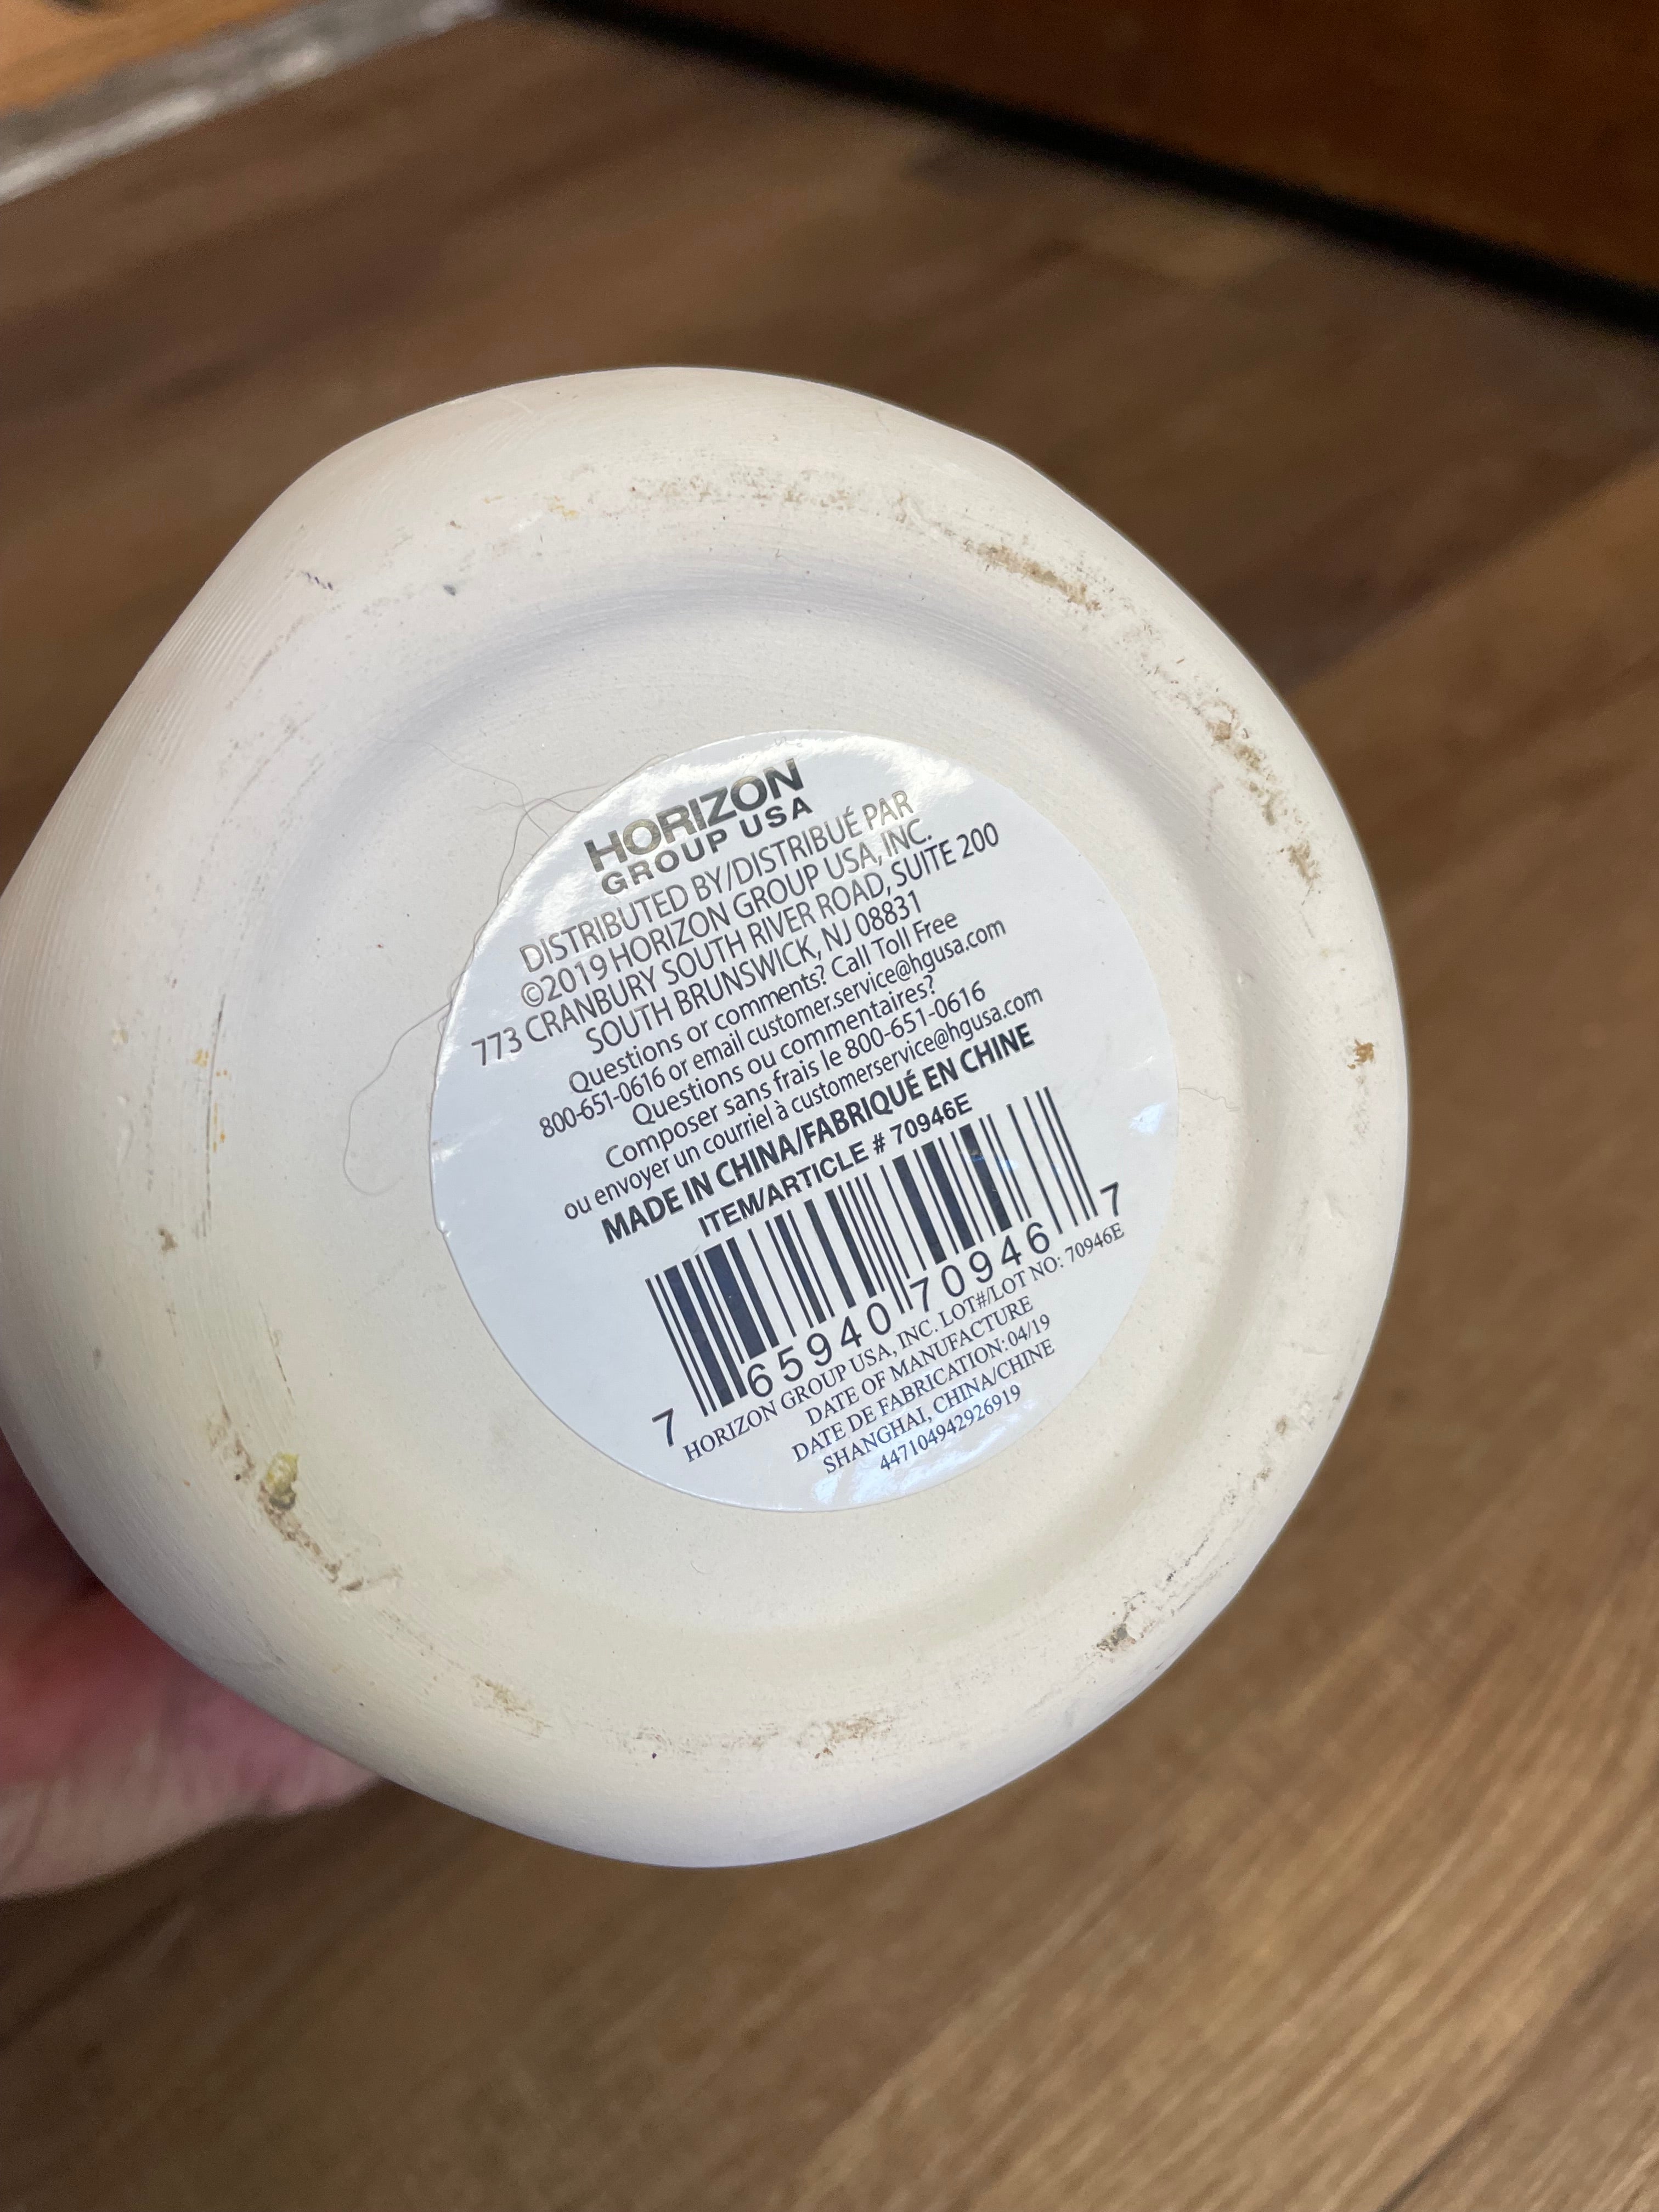 HORIZON
GROUP USA
DISTRIBUTED BY/DISTRIBUÉ PAR
©2019 HORIZON GROUP USA, INC.
773 CRANBURY SOUTH RIVER ROAD, SUITE 200
SOUTH BRUNSWICK, NJ 08831
Questions or comments? Call Toll Free
800-651-0616 or email customer.service@hgusa.com
Questions ou commentaires?
Composer sans frais le 800-651-0616
ou envoyer un courriel à customerservice@hgusa.com
MADE IN CHINA/FABRIQUÉ EN CHINE
ITEM/ARTICLE # 70946E
7 65940 70946 7
HORIZON GROUP USA, INC. LOT#/LOT NO: 70946E
DATE OF MANUFACTURE
DATE DE FABRICATION: 04/19
SHANGHAI, CHINA/CHINE
447104942926919